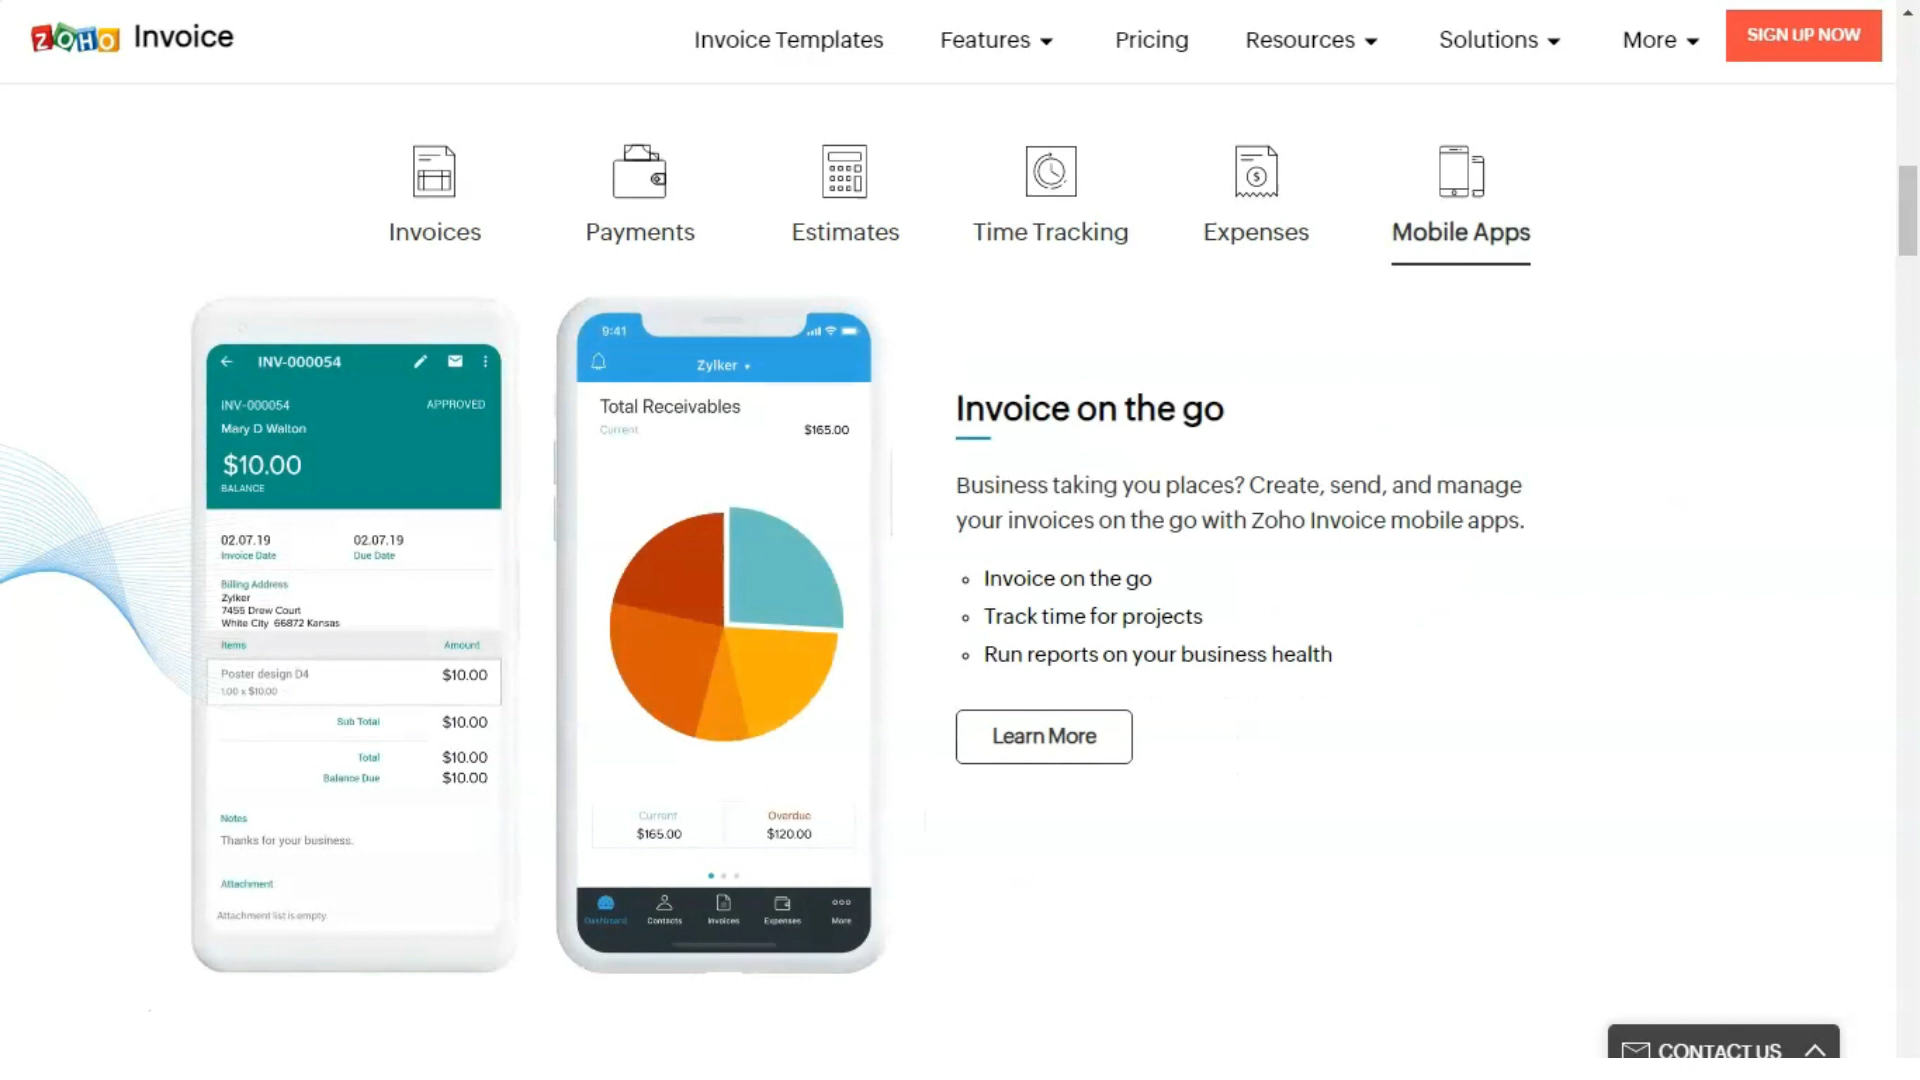 ZOHO Invoice
Invoice Templates
Features
Pricing
Resources
Solutions
More
SIGN UP NOW
Invoices
Payments
Estimates
Time Tracking
Expenses
Mobile Apps
INV-000054
INV-000054 APPROVED
Mary D Walton
$10.00
BALANCE
02.07.19 02.07.19
Invoice Date Due Date
Billing Address
Zylker
7455 Drew Court
White City 66872 Kansas
Items Amount
Poster design D4 $10.00
1.00 x $10.00
Sub Total $10.00
Total $10.00
Balance Due $10.00
Notes
Thanks for your business.
Attachment
Attachment list is empty
9:41
Zylker
Total Receivables
Current $165.00
Current Overdue
$165.00 $120.00
Dashboard Contacts Invoices Expenses More
Invoice on the go
Business taking you places? Create, send, and manage
your invoices on the go with Zoho Invoice mobile apps.
Invoice on the go
Track time for projects
Run reports on your business health
Learn More
CONTACT US